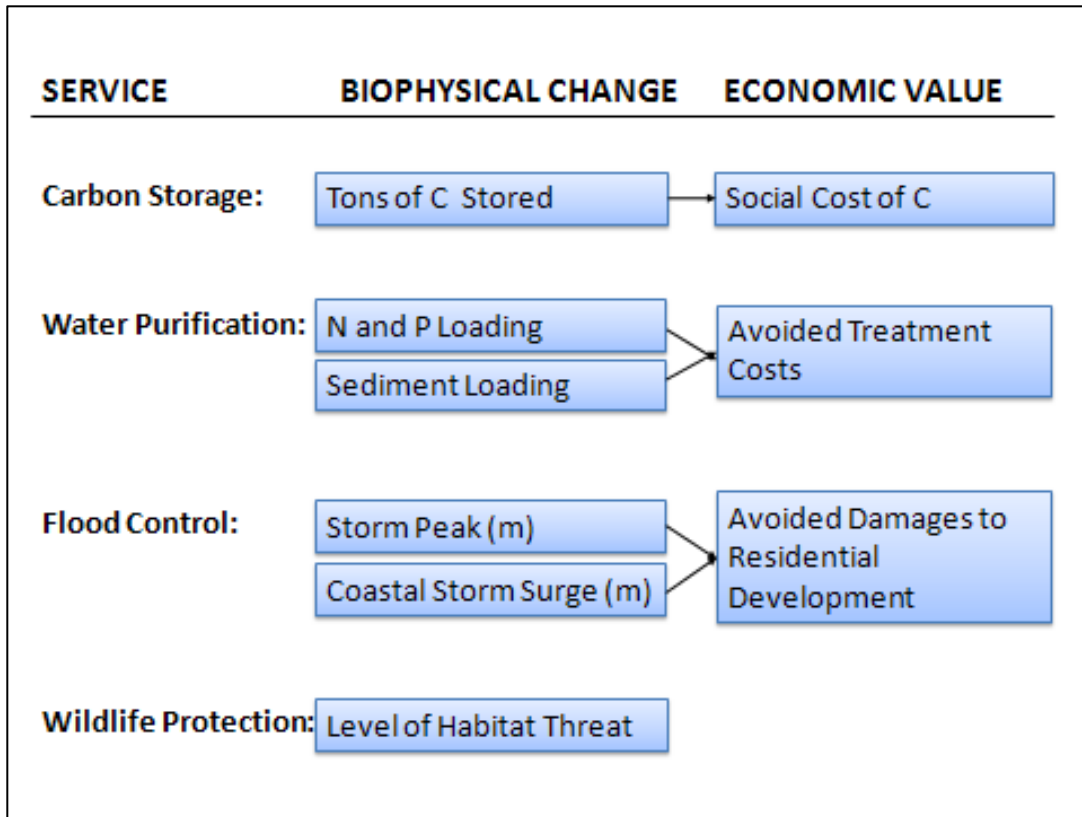 SERVICE BIOPHYSICAL CHANGE ECONOMIC VALUE
Carbon Storage: Tons of C Stored Social Cost of C
Water Purification: N and P Loading
Sediment Loading
Avoided Treatment
Costs
Flood Control: Storm Peak (m)
Coastal Storm Surge (m)
Avoided Damages to
Residential
Development
Wildlife Protection: Level of Habitat Threat